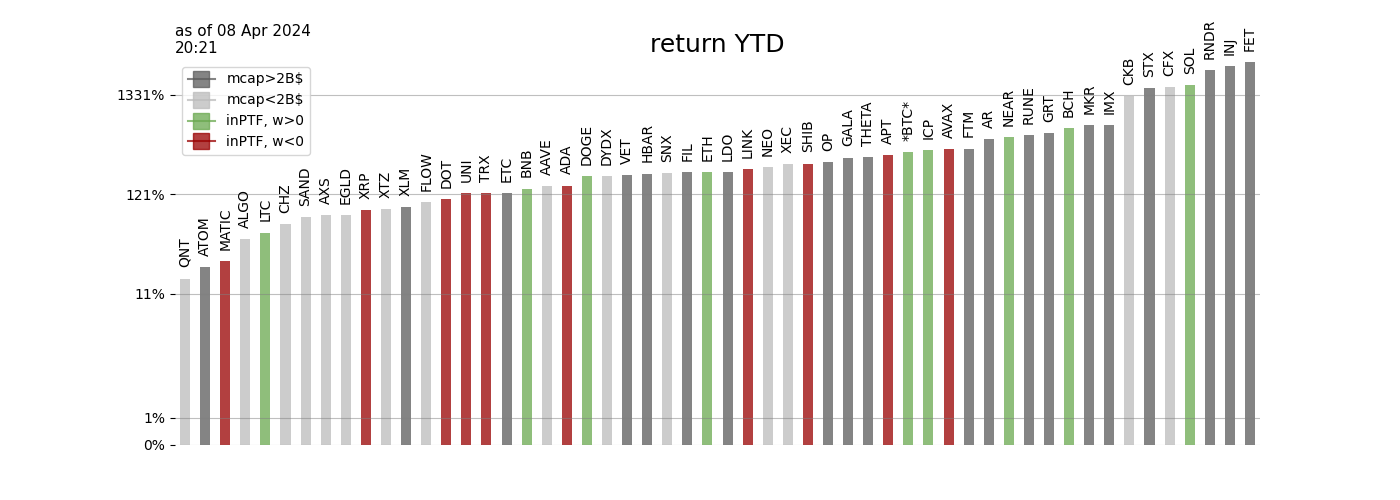 as of 08 Apr 2024
20:21
return YTD
mcap>2B$
mcap<2B$
inPTF, w>0
inPTF, w<0
1331%
121%
11%
1%
0%
QNT
ATOM
MATIC
ALGO
LTC
CHZ
SAND
AXS
EGLD
XRP
XTZ
XLM
FLOW
DOT
UNI
TRX
ETC
BNB
AAVE
ADA
DOGE
DYDX
VET
HBAR
SNX
FIL
ETH
LDO
LINK
NEO
XEC
SHIB
OP
GALA
THETA
APT
*BTC*
ICP
AVAX
FTM
AR
NEAR
RUNE
GRT
BCH
MKR
IMX
CKB
STX
CFX
SOL
RNDR
INJ
FET